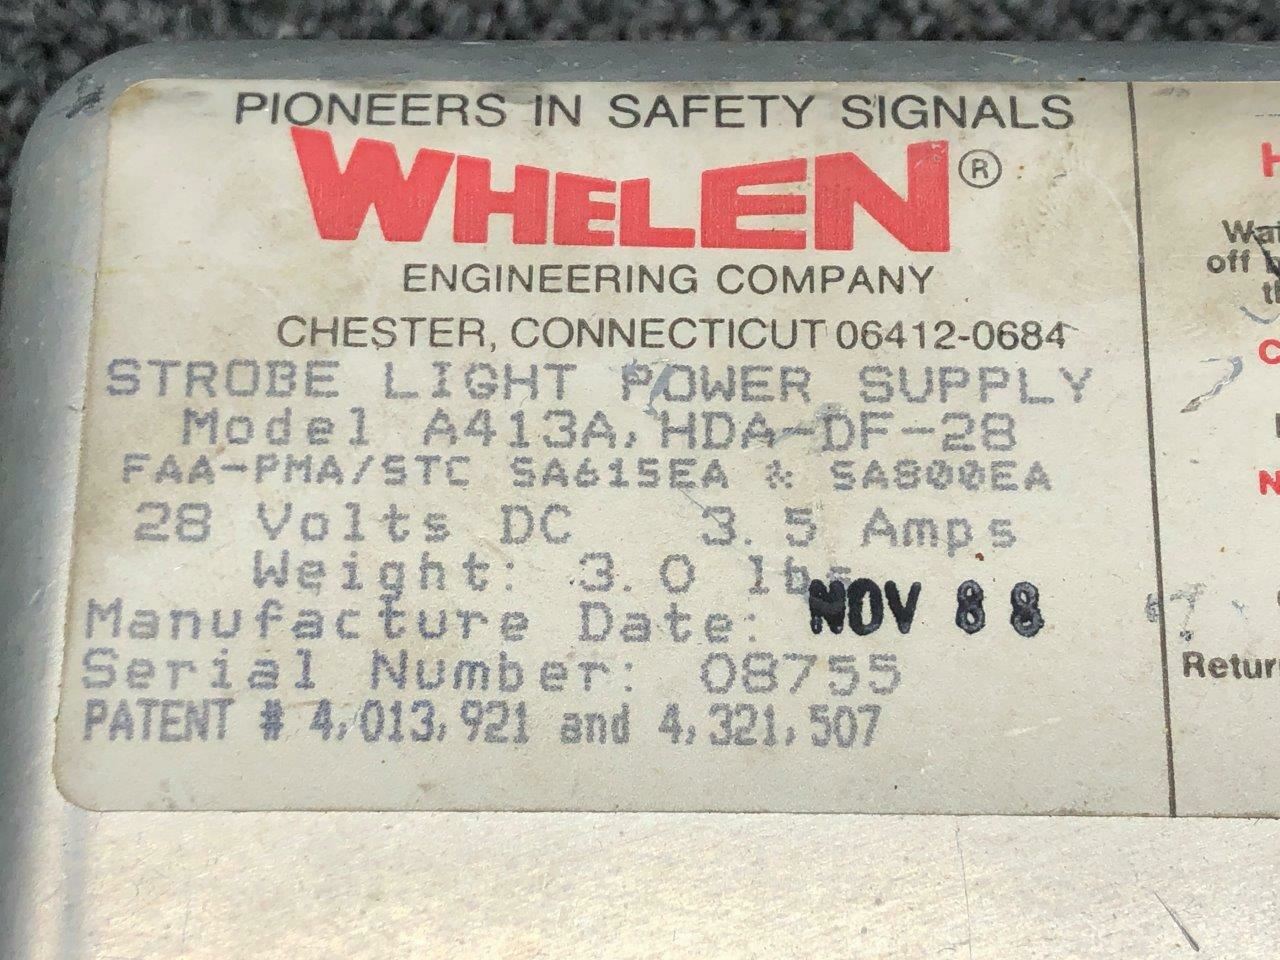 PIONEERS IN SAFETY SIGNALS
WHELEN®
ENGINEERING COMPANY
CHESTER, CONNECTICUT 06412-0684
STROBE LIGHT POWER SUPPLY
Model A413A, HDA-DF-28
FAA-PMA/STC SA615EA & SA800EA
28 Volts DC 3.5 Amps
Weight: 3.0 lbs
Manufacture Date: NOV 88
Serial Number: 08755
PATENT # 4,013,921 and 4,321,507
off